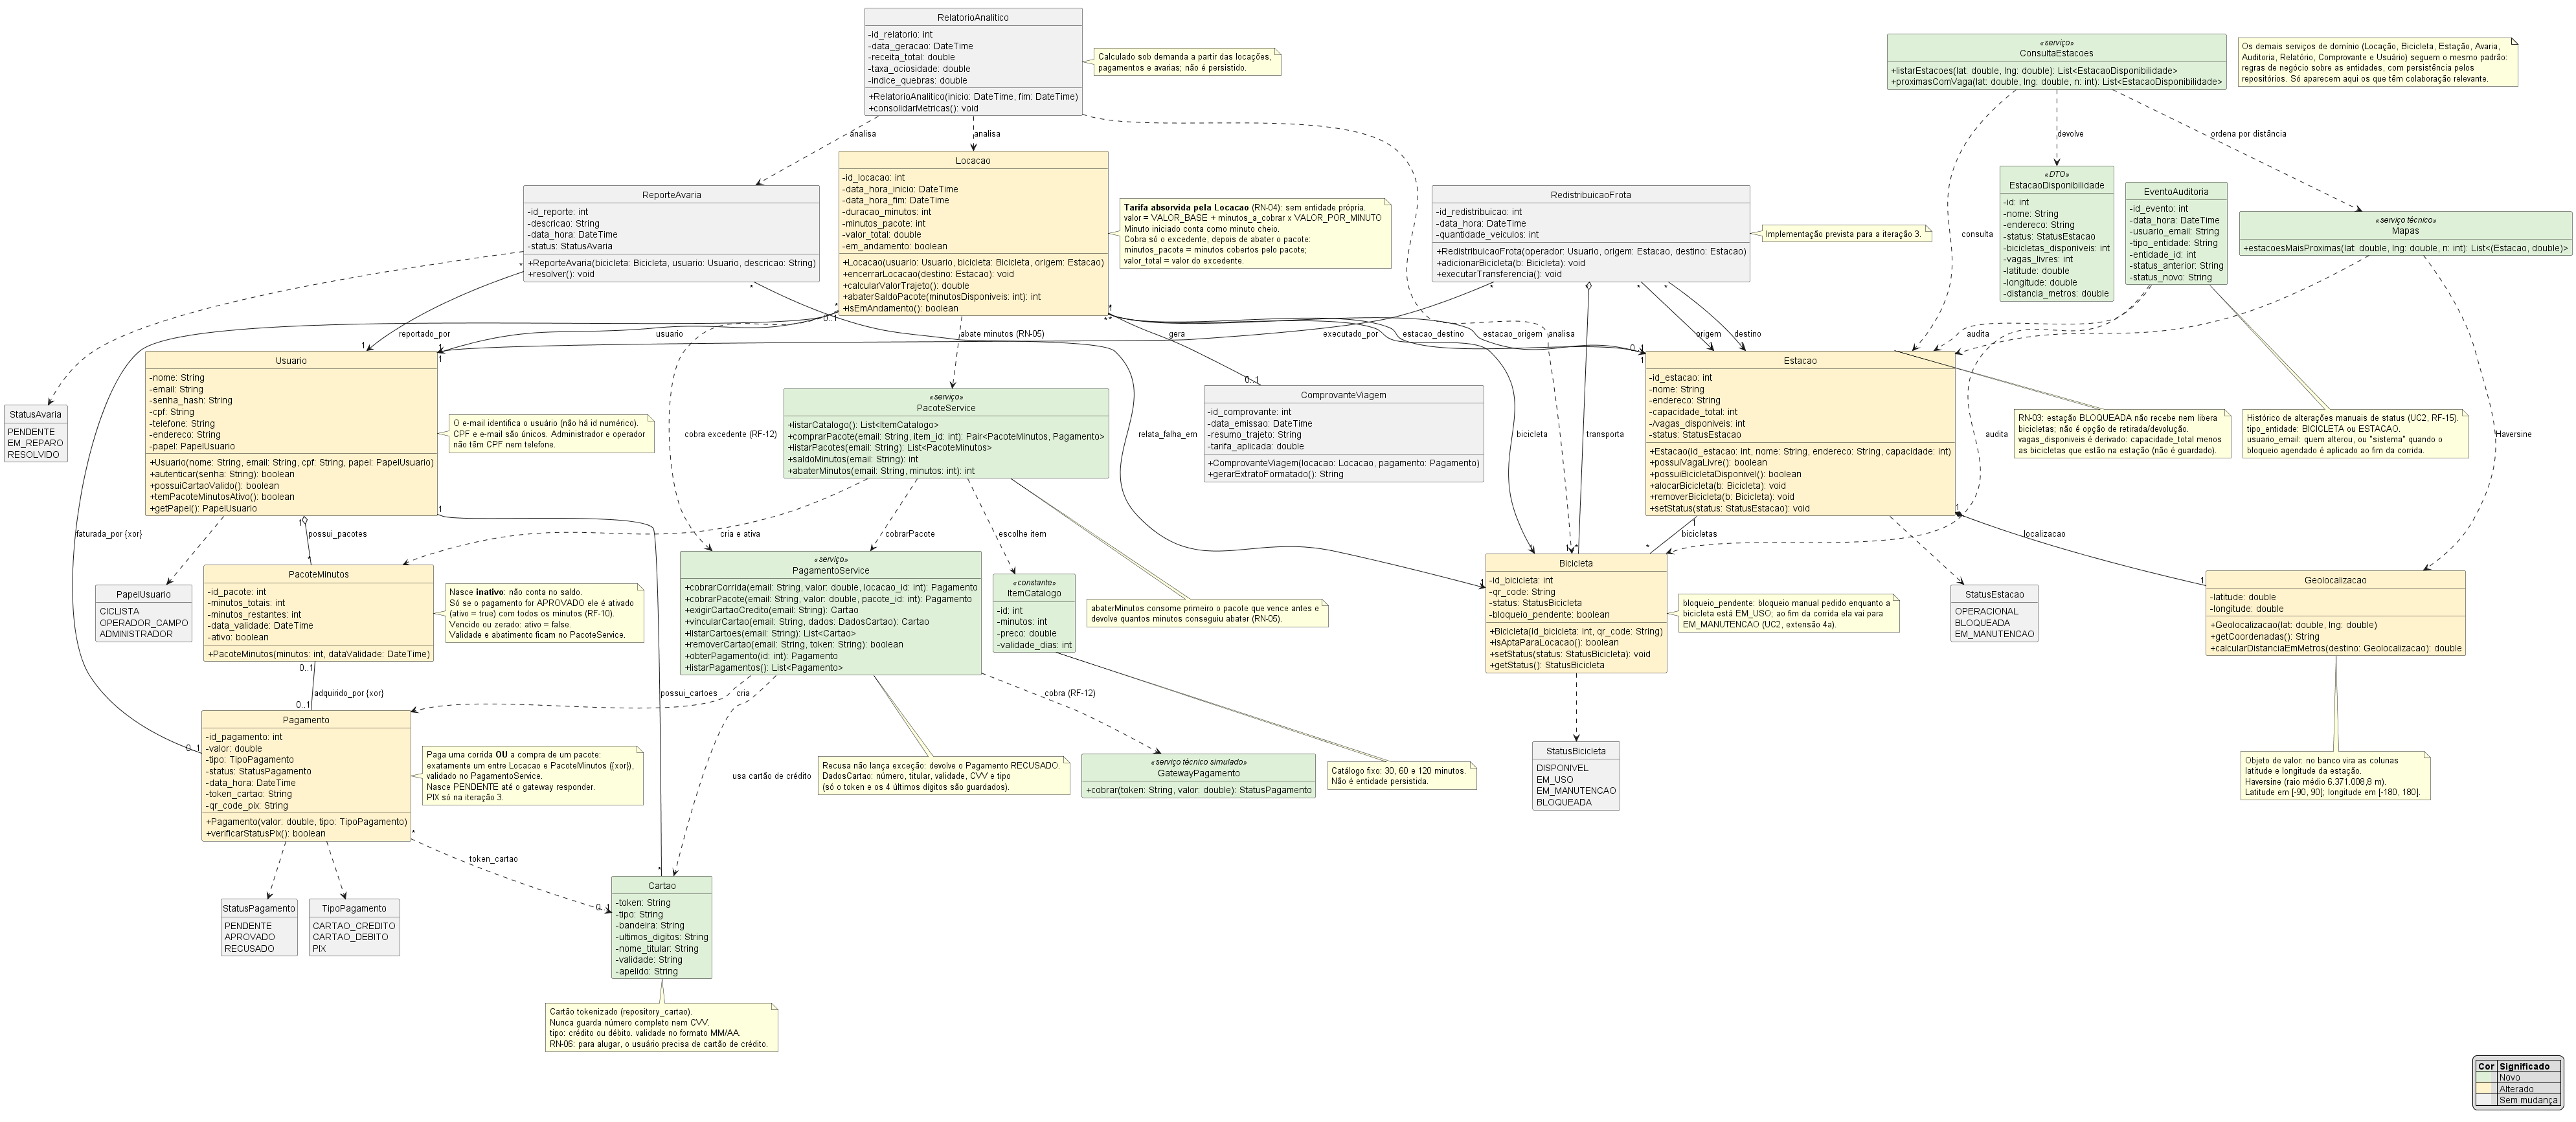 RelatorioAnalitico
-id_relatorio: int
-data_geracao: DateTime
-receita_total: double
-taxa_ociosidade: double
-indice_quebras: double
+RelatorioAnalitico(inicio: DateTime, fim: DateTime)
+consolidarMetricas(): void
Calculado sob demanda a partir das locações,
pagamentos e avarias; não é persistido.
«serviço»
ConsultaEstacoes
+listarEstacoes(lat: double, lng: double): List<EstacaoDisponibilidade>
+proximasComVaga(lat: double, lng: double, n: int): List<EstacaoDisponibilidade>
Os demais serviços de domínio (Locação, Bicicleta, Estação, Avaria,
Auditoria, Relatório, Comprovante e Usuário) seguem o mesmo padrão:
regras de negócio sobre as entidades, com persistência pelos
repositórios. Só aparecem aqui os que têm colaboração relevante.
analisa
analisa
devolve
ordena por distância
ReporteAvaria
-id_reporte: int
-descricao: String
-data_hora: DateTime
-status: StatusAvaria
+ReporteAvaria(bicicleta: Bicicleta, usuario: Usuario, descricao: String)
+resolver(): void
Locacao
-id_locacao: int
-data_hora_inicio: DateTime
-data_hora_fim: DateTime
-duracao_minutos: int
-minutos_pacote: int
-valor_total: double
-em_andamento: boolean
+Locacao(usuario: Usuario, bicicleta: Bicicleta, origem: Estacao)
+encerrarLocacao(destino: Estacao): void
+calcularValorTrajeto(): double
+abaterSaldoPacote(minutosDisponiveis: int): int
+isEmAndamento(): boolean
Tarifa absorvida pela Locacao (RN-04): sem entidade própria.
valor = VALOR_BASE + minutos_a_cobrar x VALOR_POR_MINUTO
Minuto iniciado conta como minuto cheio.
Cobra só o excedente, depois de abater o pacote:
minutos_pacote = minutos cobertos pelo pacote;
valor_total = valor do excedente.
RedistribuicaoFrota
-id_redistribuicao: int
-data_hora: DateTime
-quantidade_veiculos: int
+RedistribuicaoFrota(operador: Usuario, origem: Estacao, destino: Estacao)
+adicionarBicicleta(b: Bicicleta): void
+executarTransferencia(): void
Implementação prevista para a iteração 3.
consulta
«DTO»
EstacaoDisponibilidade
-id: int
-nome: String
-endereco: String
-status: StatusEstacao
-bicicletas_disponiveis: int
-vagas_livres: int
-latitude: double
-longitude: double
-distancia_metros: double
EventoAuditoria
-id_evento: int
-data_hora: DateTime
-usuario_email: String
-tipo_entidade: String
-entidade_id: int
-status_anterior: String
-status_novo: String
«serviço técnico»
Mapas
+estacoesMaisProximas(lat: double, lng: double, n: int): List<(Estacao, double)>
* * * * * *
* 0..1 1 **
reportado_por
usuario
abate minutos (RN-05)
gera
executado_por
estacao_destino
estacao_origem
analisa
origem
destino
audita
1 1 1 0..1 0..1 1
StatusAvaria
PENDENTE
EM_REPARO
RESOLVIDO
Usuario
-nome: String
-email: String
-senha_hash: String
-cpf: String
-telefone: String
-endereco: String
-papel: PapelUsuario
+Usuario(nome: String, email: String, cpf: String, papel: PapelUsuario)
+autenticar(senha: String): boolean
+possuiCartaoValido(): boolean
+temPacoteMinutosAtivo(): boolean
+getPapel(): PapelUsuario
O e-mail identifica o usuário (não há id numérico).
CPF e e-mail são únicos. Administrador e operador
não têm CPF nem telefone.
cobra excedente (RF-12)
«serviço»
PacoteService
+listarCatalogo(): List<ItemCatalogo>
+comprarPacote(email: String, item_id: int): Pair<PacoteMinutos, Pagamento>
+listarPacotes(email: String): List<PacoteMinutos>
+saldoMinutos(email: String): int
+abaterMinutos(email: String, minutos: int): int
relata_falha_em
ComprovanteViagem
-id_comprovante: int
-data_emissao: DateTime
-resumo_trajeto: String
-tarifa_aplicada: double
+ComprovanteViagem(locacao: Locacao, pagamento: Pagamento)
+gerarExtratoFormatado(): String
bicicleta
transporta
Estacao
-id_estacao: int
-nome: String
-endereco: String
-capacidade_total: int
-/vagas_disponiveis: int
-status: StatusEstacao
+Estacao(id_estacao: int, nome: String, endereco: String, capacidade: int)
+possuiVagaLivre(): boolean
+possuiBicicletaDisponivel(): boolean
+alocarBicicleta(b: Bicicleta): void
+removerBicicleta(b: Bicicleta): void
+setStatus(status: StatusEstacao): void
audita
RN-03: estação BLOQUEADA não recebe nem libera
bicicletas; não é opção de retirada/devolução.
vagas_disponiveis é derivado: capacidade_total menos
as bicicletas que estão na estação (não é guardado).
Histórico de alterações manuais de status (UC2, RF-15).
tipo_entidade: BICICLETA ou ESTACAO.
usuario_email: quem alterou, ou "sistema" quando o
bloqueio agendado é aplicado ao fim da corrida.
Haversine
faturada_por {xor}
1 1 1 1
possui_pacotes
cria e ativa
cobrarPacote
escolhe item
bicicletas
localizacao
* * * * 1
PapelUsuario
CICLISTA
OPERADOR_CAMPO
ADMINISTRADOR
PacoteMinutos
-id_pacote: int
-minutos_totais: int
-minutos_restantes: int
-data_validade: DateTime
-ativo: boolean
+PacoteMinutos(minutos: int, dataValidade: DateTime)
Nasce inativo: não conta no saldo.
Só se o pagamento for APROVADO ele é ativado
(ativo = true) com todos os minutos (RF-10).
Vencido ou zerado: ativo = false.
Validade e abatimento ficam no PacoteService.
«serviço»
PagamentoService
+cobrarCorrida(email: String, valor: double, locacao_id: int): Pagamento
+cobrarPacote(email: String, valor: double, pacote_id: int): Pagamento
+exigirCartaoCredito(email: String): Cartao
+vincularCartao(email: String, dados: DadosCartao): Cartao
+listarCartoes(email: String): List<Cartao>
+removerCartao(email: String, token: String): boolean
+obterPagamento(id: int): Pagamento
+listarPagamentos(): List<Pagamento>
«constante»
ItemCatalogo
-id: int
-minutos: int
-preco: double
-validade_dias: int
abaterMinutos consome primeiro o pacote que vence antes e
devolve quantos minutos conseguiu abater (RN-05).
1
Bicicleta
-id_bicicleta: int
-qr_code: String
-status: StatusBicicleta
-bloqueio_pendente: boolean
+Bicicleta(id_bicicleta: int, qr_code: String)
+isAptaParaLocacao(): boolean
+setStatus(status: StatusBicicleta): void
+getStatus(): StatusBicicleta
bloqueio_pendente: bloqueio manual pedido enquanto a
bicicleta está EM_USO; ao fim da corrida ela vai para
EM_MANUTENCAO (UC2, extensão 4a).
StatusEstacao
OPERACIONAL
BLOQUEADA
EM_MANUTENCAO
Geolocalizacao
-latitude: double
-longitude: double
+Geolocalizacao(lat: double, lng: double)
+getCoordenadas(): String
+calcularDistanciaEmMetros(destino: Geolocalizacao): double
0..1
adquirido_por {xor}
0..1
possui_cartoes
cria
cobra (RF-12)
Pagamento
-id_pagamento: int
-valor: double
-tipo: TipoPagamento
-status: StatusPagamento
-data_hora: DateTime
-token_cartao: String
-qr_code_pix: String
+Pagamento(valor: double, tipo: TipoPagamento)
+verificarStatusPix(): boolean
0..1
Paga uma corrida OU a compra de um pacote:
exatamente um entre Locacao e PacoteMinutos ({xor}),
validado no PagamentoService.
Nasce PENDENTE até o gateway responder.
PIX só na iteração 3.
usa cartão de crédito
Recusa não lança exceção: devolve o Pagamento RECUSADO.
DadosCartao: número, titular, validade, CVV e tipo
(só o token e os 4 últimos dígitos são guardados).
«serviço técnico simulado»
GatewayPagamento
+cobrar(token: String, valor: double): StatusPagamento
Catálogo fixo: 30, 60 e 120 minutos.
Não é entidade persistida.
StatusBicicleta
DISPONIVEL
EM_USO
EM_MANUTENCAO
BLOQUEADA
Objeto de valor: no banco vira as colunas
latitude e longitude da estação.
Haversine (raio médio 6.371.008,8 m).
Latitude em [-90, 90]; longitude em [-180, 180].
*
token_cartao
*
0..1
StatusPagamento
PENDENTE
APROVADO
RECUSADO
TipoPagamento
CARTAO_CREDITO
CARTAO_DEBITO
PIX
Cartao
-token: String
-tipo: String
-bandeira: String
-ultimos_digitos: String
-nome_titular: String
-validade: String
-apelido: String
Cartão tokenizado (repository_cartao).
Nunca guarda número completo nem CVV.
tipo: crédito ou débito. validade no formato MM/AA.
RN-06: para alugar, o usuário precisa de cartão de crédito.
Cor Significado
Novo
Alterado
Sem mudança